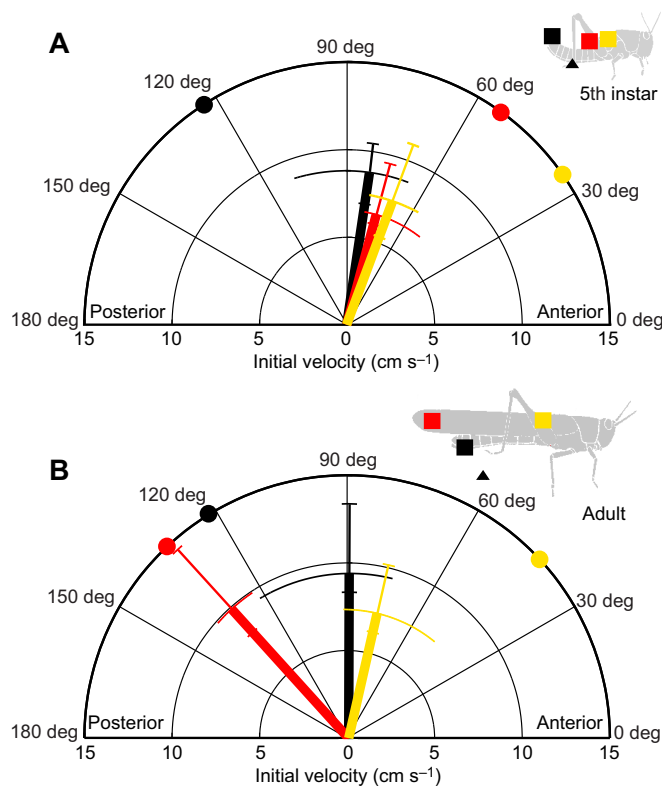 A
90 deg
120 deg
60 deg
5th instar
150 deg
30 deg
Posterior
Anterior
180 deg
0 deg
15
10
5
0
5
10
15
Initial velocity (cm s⁻¹)
B
90 deg
120 deg
60 deg
Adult
150 deg
30 deg
Posterior
Anterior
180 deg
0 deg
15
10
5
0
5
10
15
Initial velocity (cm s⁻¹)